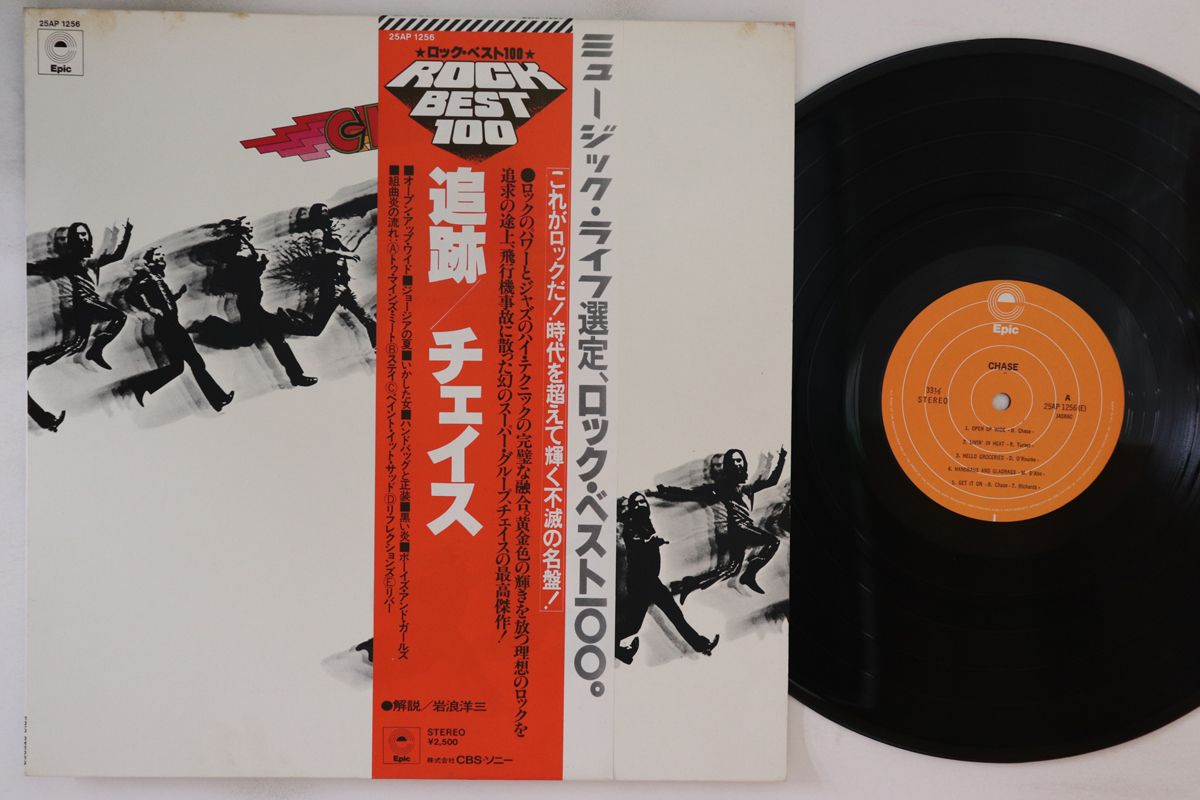 25AP 1256
Epic
25AP 1256
★ロック・ベスト100★
ROCK
BEST
100
ミュージック・ライフ選定、ロック・ベスト100。
これがロックだ!時代を超えて輝く不滅の名盤!
●ロックのパワーとジャズのハイ・テクニックの完璧な融合。黄金色の輝きを放つ理想のロックを
追求の途上、飛行機事故に散った幻のスーパー・グループ、チェイスの最高傑作!
追跡/チェイス
■オープン・アップ・ワイド■ジョージアの夏■いかした女■ハンドバッグと正装■黒い炎■ボーイズ・アンド・ガールズ
■組曲炎の流れ:Ⓐトゥ・マインズ・ミートⒷステイⒸペイント・イット・サッドⒹリフレクションズⒺリバー
●解説/岩浪洋三
Epic
STEREO
¥2,500
株式会社 CBS・ソニー
Epic
CHASE
33⅓
STEREO
A
25AP 1256(E)
JASRAC
1. OPEN UP WIDE -B. Chase-
2. LIVIN' IN HEAT -R. Turner-
3. HELLO GROCERIES -D. O'Rourke-
4. HANDBAGS AND GLADRAGS -M. D'Abo-
5. GET IT ON -B. Chase - T. Richards-